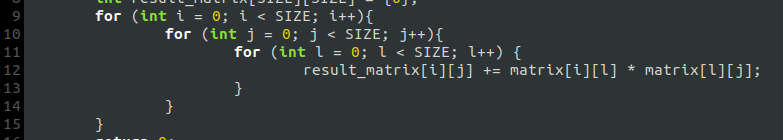 8 int result_matrix[SIZE][SIZE] = {0};
9 for (int i = 0; i < SIZE; i++){
10 for (int j = 0; j < SIZE; j++){
11 for (int l = 0; l < SIZE; l++) {
12 result_matrix[i][j] += matrix[i][l] * matrix[l][j];
13 }
14 }
15 }
16 return 0;